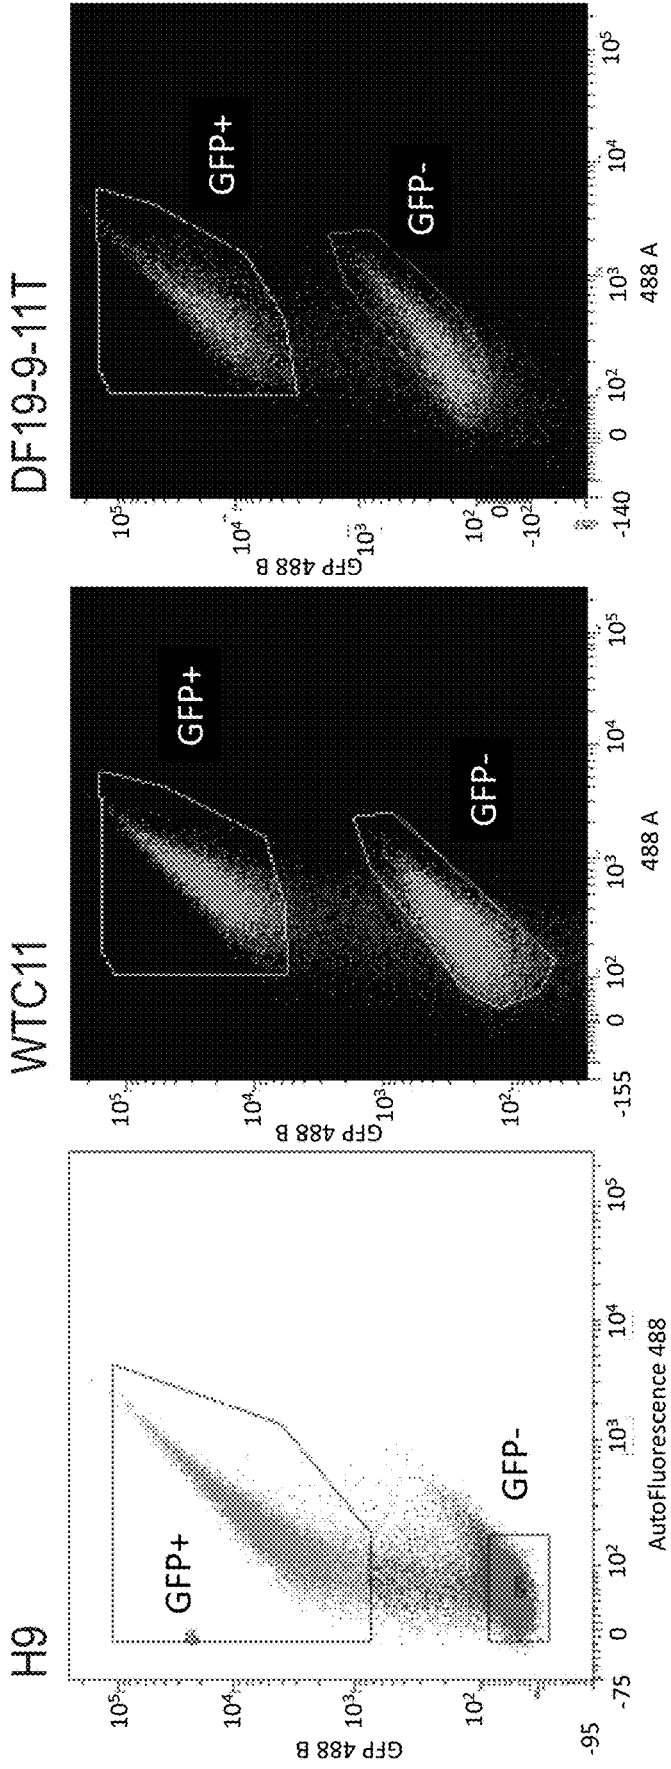 H9
GFP+
GFP-
10⁵
10⁴
10³
10²
-95
GFP 488 B
-75
0
10²
10³
10⁴
10⁵
AutoFluorescence 488
WTC11
GFP+
GFP-
10⁵
10⁴
10³
10²
GFP 488 B
-155
0
10²
10³
10⁴
10⁵
488 A
DF19-9-11T
GFP+
GFP-
10⁵
10⁴
10³
10²
0
-10²
GFP 488 B
-140
0
10²
10³
10⁴
10⁵
488 A